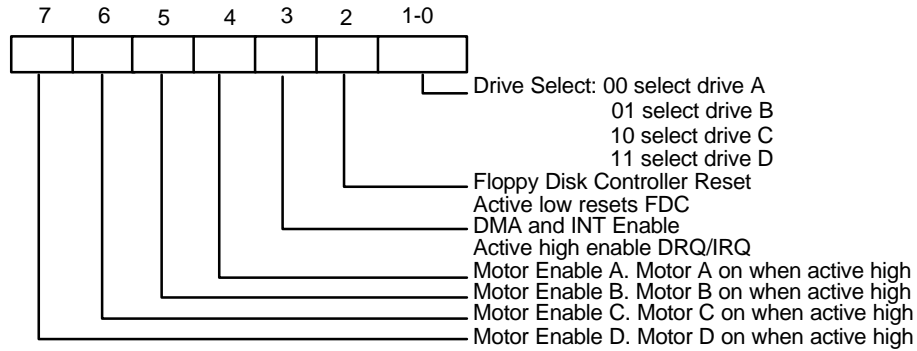 7 6 5 4 3 2 1-0
Drive Select: 00 select drive A
01 select drive B
10 select drive C
11 select drive D
Floppy Disk Controller Reset
Active low resets FDC
DMA and INT Enable
Active high enable DRQ/IRQ
Motor Enable A. Motor A on when active high
Motor Enable B. Motor B on when active high
Motor Enable C. Motor C on when active high
Motor Enable D. Motor D on when active high